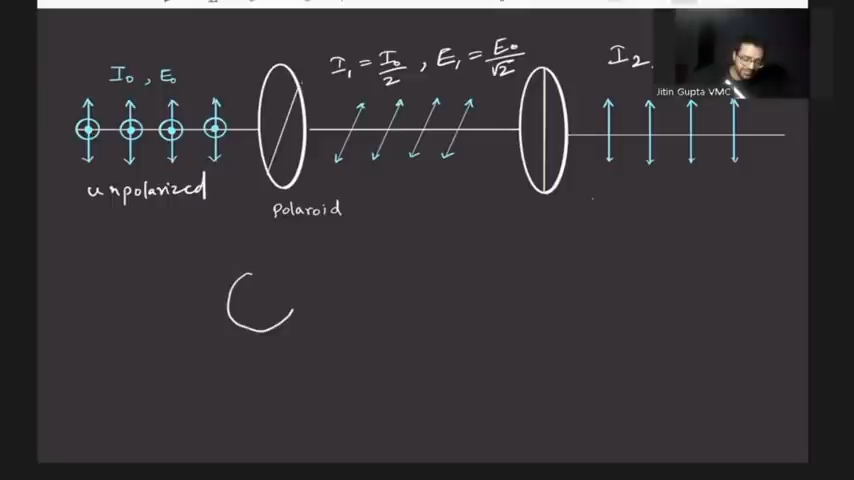 I₀ , E₀
I₁ = I₀/2 , E₁ = E₀/√2
I₂
Jitin Gupta VMC
unpolarized
Polaroid